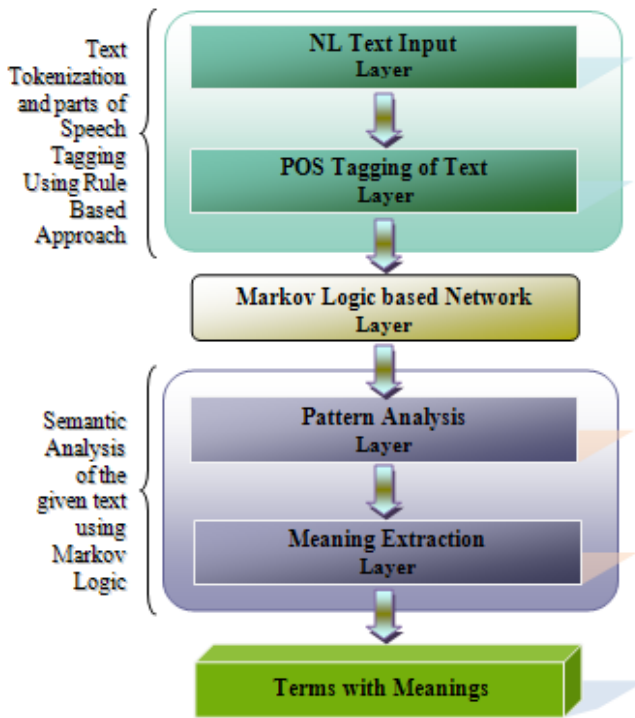 Text
Tokenization
and parts of
Speech
Tagging
Using Rule
Based
Approach
NL Text Input
Layer
POS Tagging of Text
Layer
Markov Logic based Network
Layer
Semantic
Analysis
of the
given text
using
Markov
Logic
Pattern Analysis
Layer
Meaning Extraction
Layer
Terms with Meanings